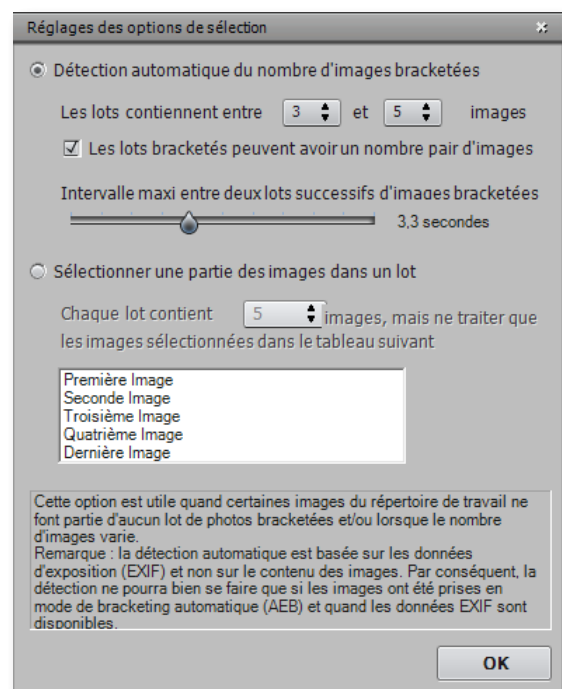 Réglages des options de sélection
Détection automatique du nombre d'images bracketées
Les lots contiennent entre 3 et 5 images
Les lots bracketés peuvent avoir un nombre pair d'images
Intervalle maxi entre deux lots successifs d'images bracketées
3,3 secondes
Sélectionner une partie des images dans un lot
Chaque lot contient 5 images, mais ne traiter que
les images sélectionnées dans le tableau suivant
Première Image
Seconde Image
Troisième Image
Quatrième Image
Dernière Image
Cette option est utile quand certaines images du répertoire de travail ne
font partie d'aucun lot de photos bracketées et/ou lorsque le nombre
d'images varie.
Remarque : la détection automatique est basée sur les données
d'exposition (EXIF) et non sur le contenu des images. Par conséquent, la
détection ne pourra bien se faire que si les images ont été prises en
mode de bracketing automatique (AEB) et quand les données EXIF sont
disponibles.
OK